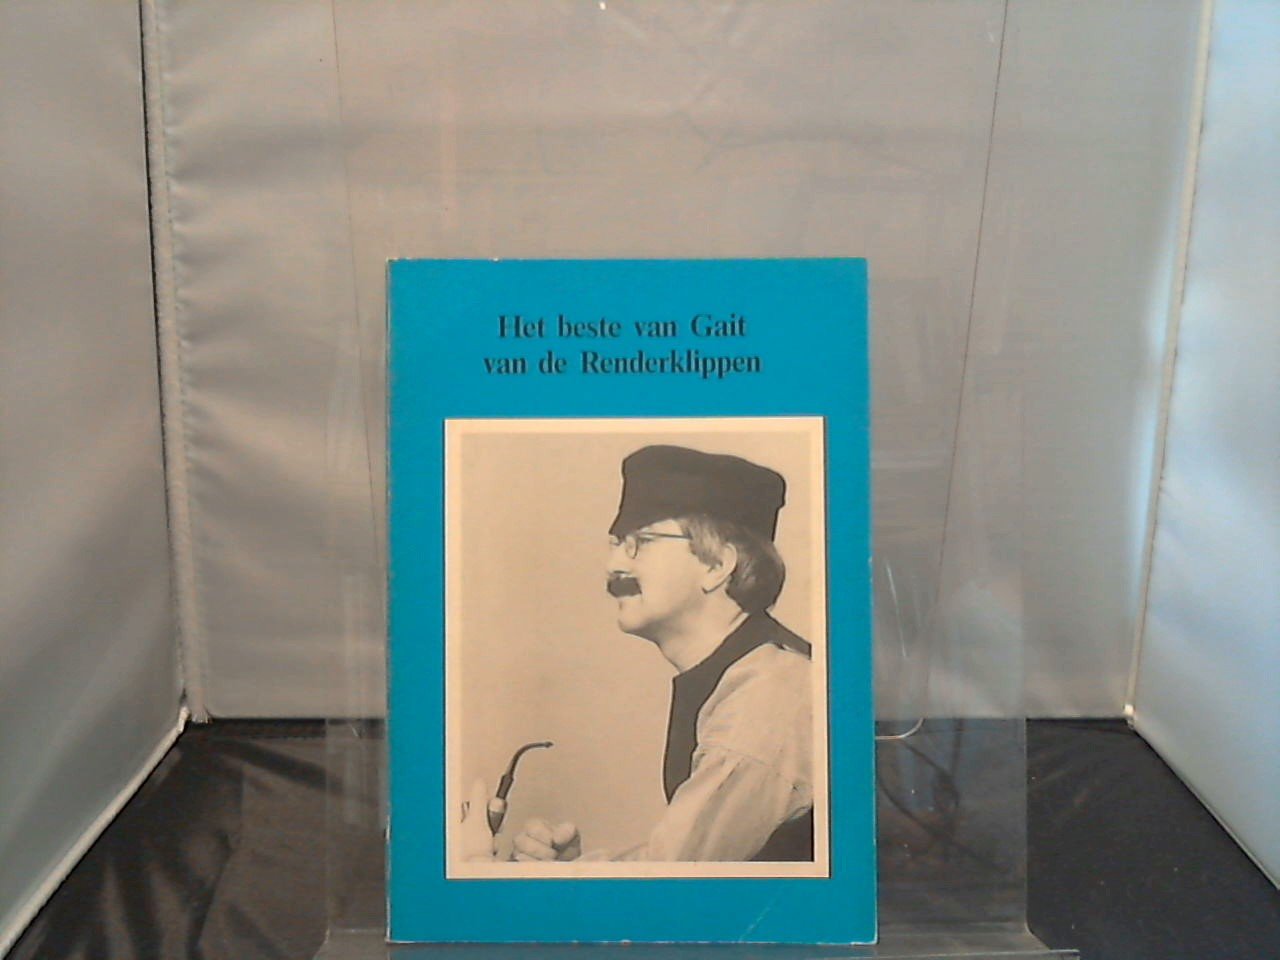 Het beste van Gait
van de Renderklippen